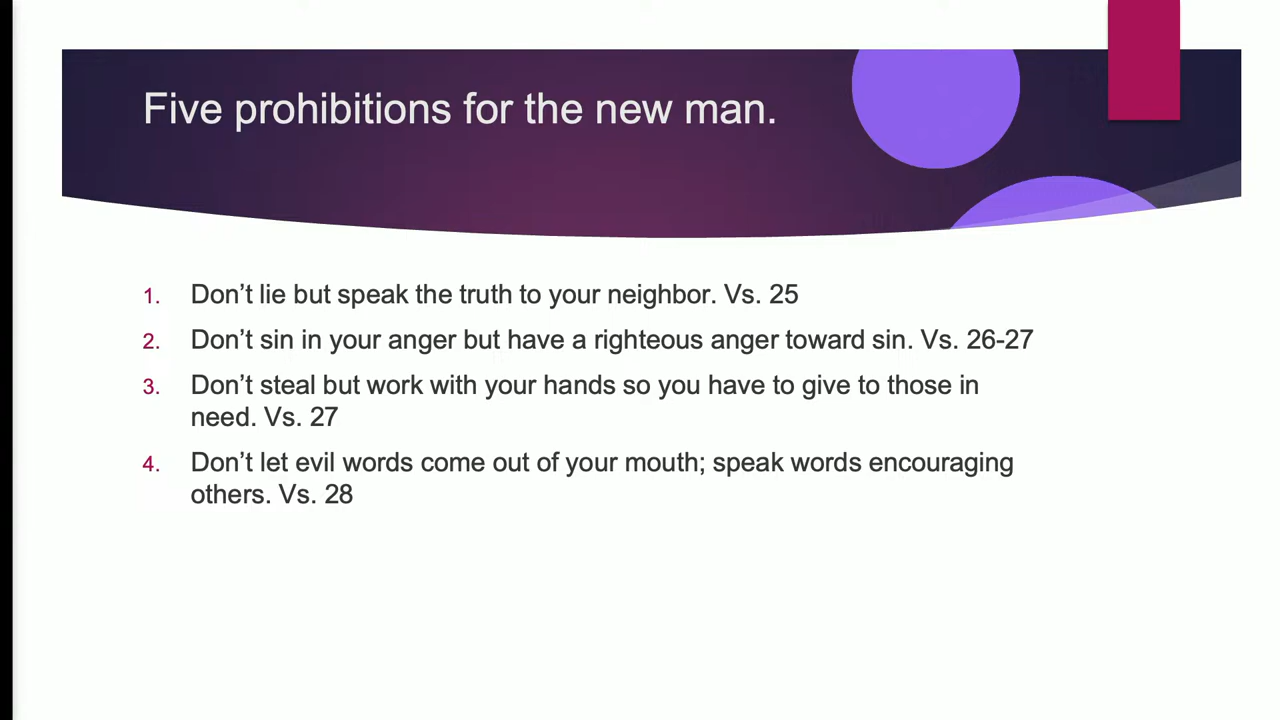 Five prohibitions for the new man.
1. Don’t lie but speak the truth to your neighbor. Vs. 25
2. Don’t sin in your anger but have a righteous anger toward sin. Vs. 26-27
3. Don’t steal but work with your hands so you have to give to those in
need. Vs. 27
4. Don’t let evil words come out of your mouth; speak words encouraging
others. Vs. 28